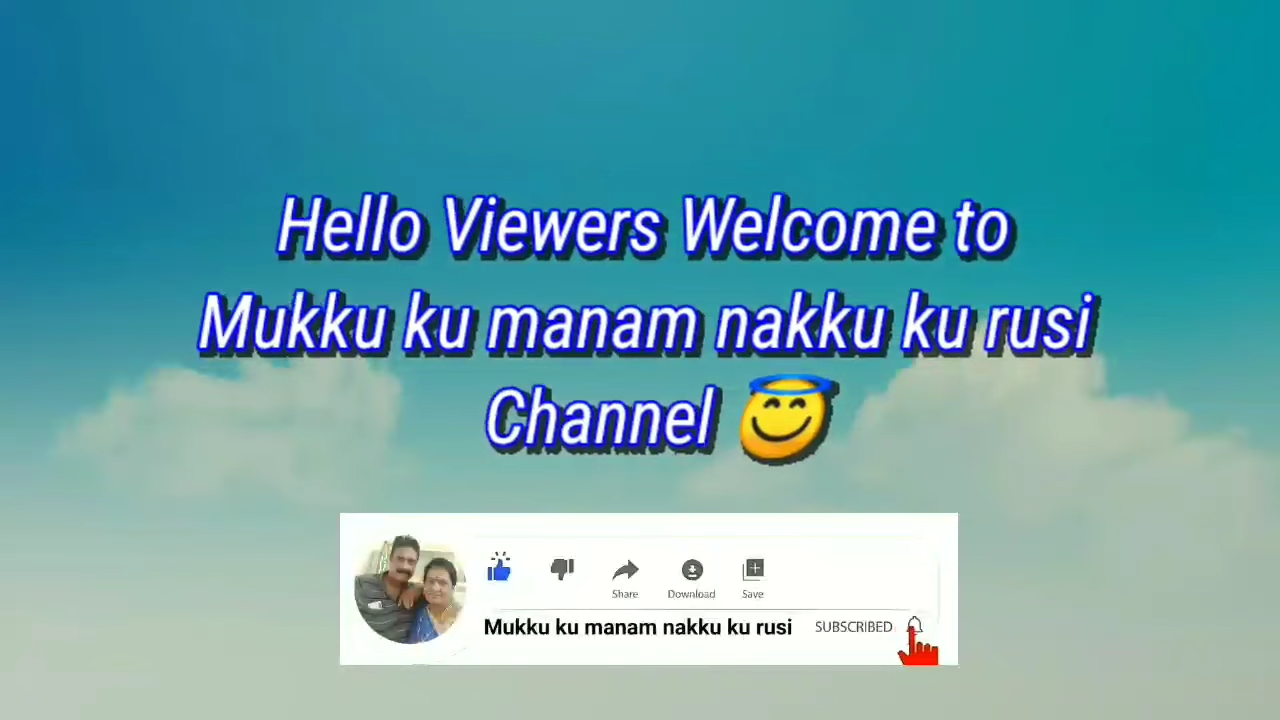 Hello Viewers Welcome to
Mukku ku manam nakku ku rusi
Channel 😇
Share Download Save
Mukku ku manam nakku ku rusi SUBSCRIBED